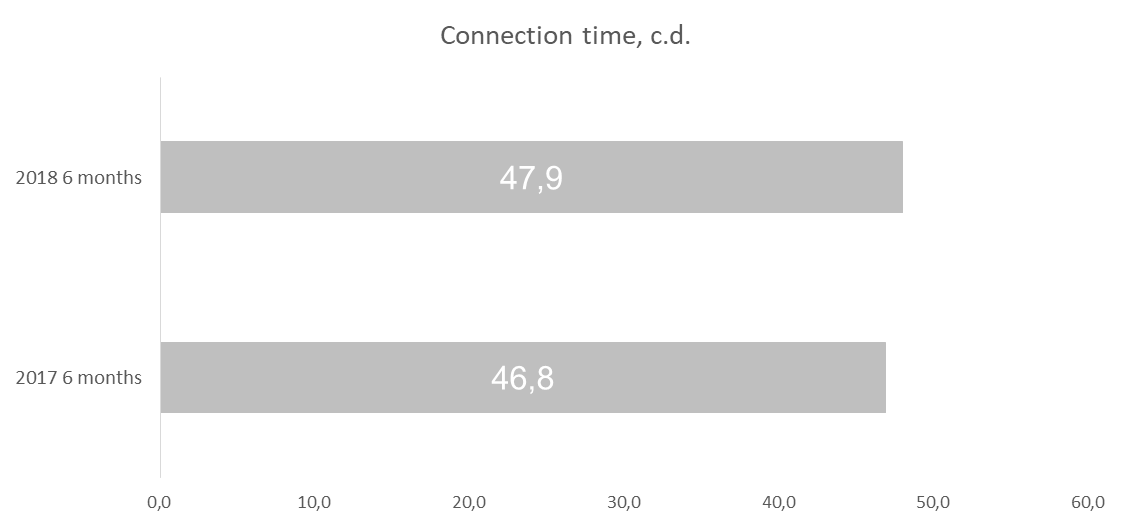 Connection time, c.d.
2018 6 months
47,9
2017 6 months
46,8
0,0 10,0 20,0 30,0 40,0 50,0 60,0